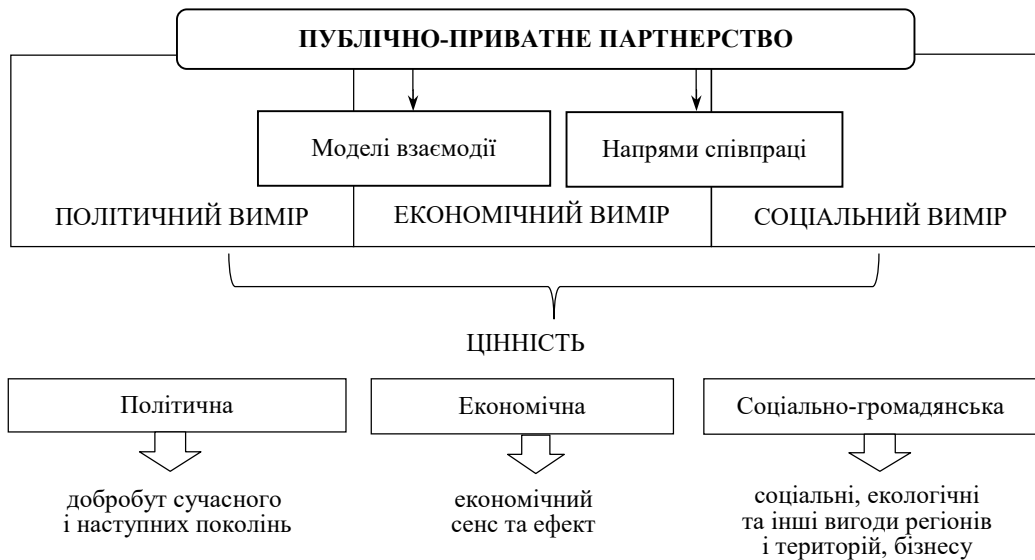 ПУБЛІЧНО-ПРИВАТНЕ ПАРТНЕРСТВО
Моделі взаємодії
Напрями співпраці
ПОЛІТИЧНИЙ ВИМІР
ЕКОНОМІЧНИЙ ВИМІР
СОЦІАЛЬНИЙ ВИМІР
ЦІННІСТЬ
Політична
Економічна
Соціально-громадянська
добробут сучасного
і наступних поколінь
економічний
сенс та ефект
соціальні, екологічні
та інші вигоди регіонів
і територій, бізнесу